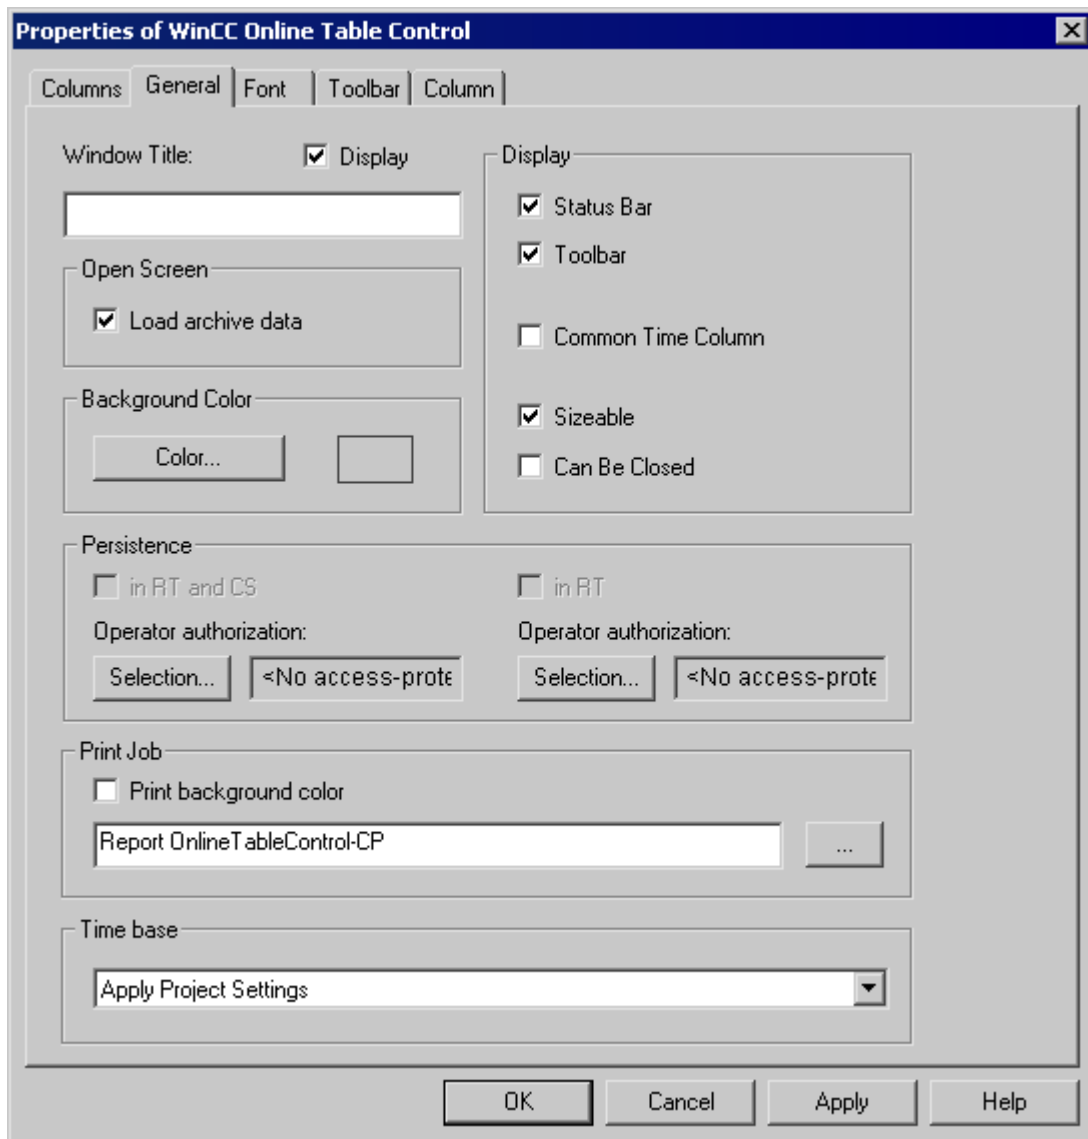 Properties of WinCC Online Table Control
Columns General Font Toolbar Column
Window Title: Display
Display
Status Bar
Toolbar
Common Time Column
Sizeable
Can Be Closed
Open Screen
Load archive data
Background Color
Color...
Persistence
in RT and CS in RT
Operator authorization: Operator authorization:
Selection... <No access-prote Selection... <No access-prote
Print Job
Print background color
Report OnlineTableControl-CP ...
Time base
Apply Project Settings
OK Cancel Apply Help